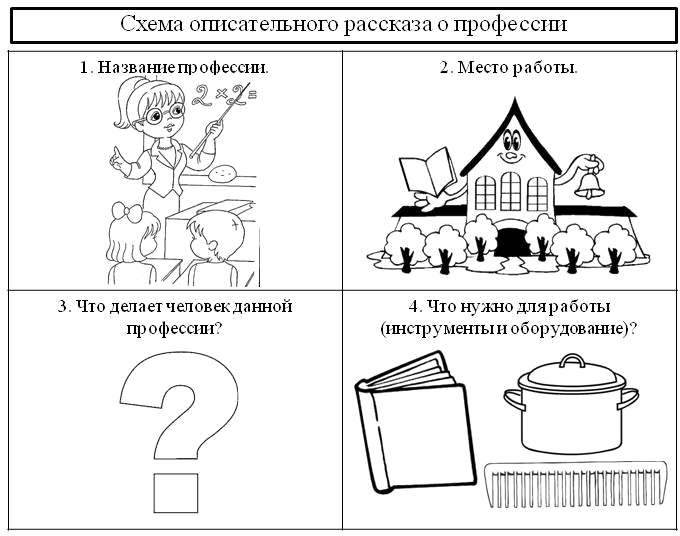 Схема описательного рассказа о профессии
1. Название профессии.
2. Место работы.
2 × 2 =
3. Что делает человек данной
профессии?
4. Что нужно для работы
(инструменты и оборудование)?
?